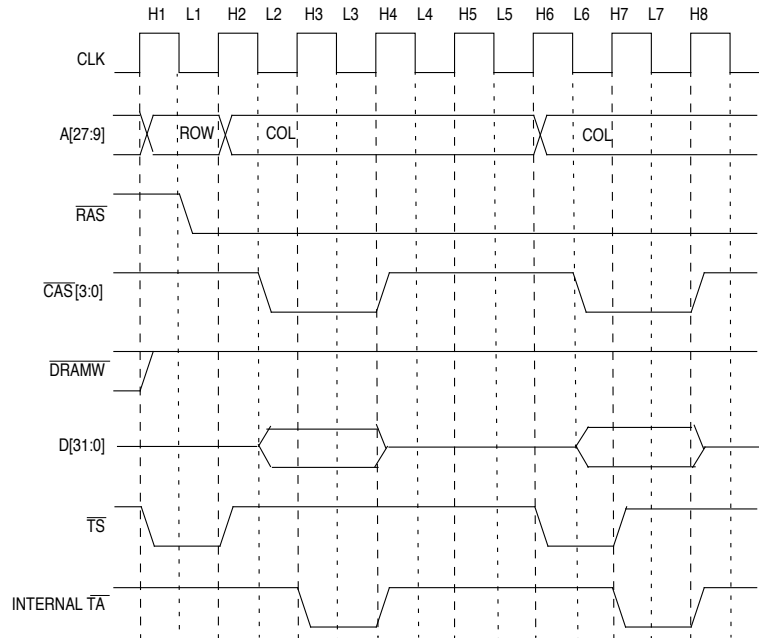 H1 L1 H2 L2 H3 L3 H4 L4 H5 L5 H6 L6 H7 L7 H8
CLK
A[27:9] ROW COL COL
RAS
CAS[3:0]
DRAMW
D[31:0]
TS
INTERNAL TA